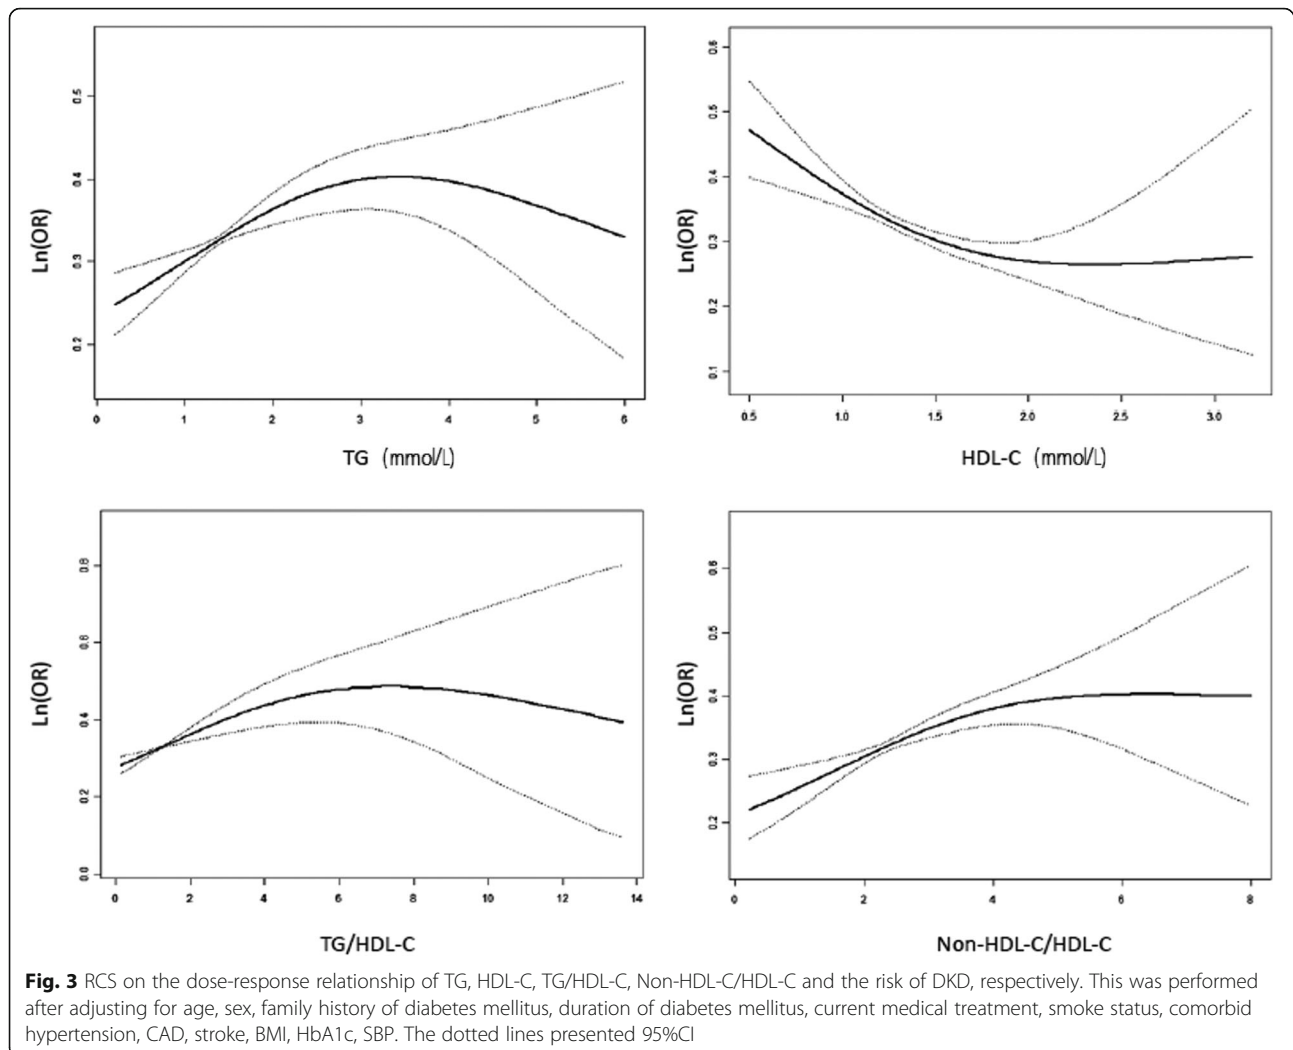 Ln(OR)
0.5
0.4
0.3
0.2
0 1 2 3 4 5 6
TG (mmol/L)
Ln(OR)
0.6
0.5
0.4
0.3
0.2
0.1
0.5 1.0 1.5 2.0 2.5 3.0
HDL-C (mmol/L)
Ln(OR)
0.8
0.6
0.4
0.2
0.0
0 2 4 6 8 10 12 14
TG/HDL-C
Ln(OR)
0.6
0.5
0.4
0.3
0.2
0 2 4 6 8
Non-HDL-C/HDL-C
Fig. 3 RCS on the dose-response relationship of TG, HDL-C, TG/HDL-C, Non-HDL-C/HDL-C and the risk of DKD, respectively. This was performed
after adjusting for age, sex, family history of diabetes mellitus, duration of diabetes mellitus, current medical treatment, smoke status, comorbid
hypertension, CAD, stroke, BMI, HbA1c, SBP. The dotted lines presented 95%CI